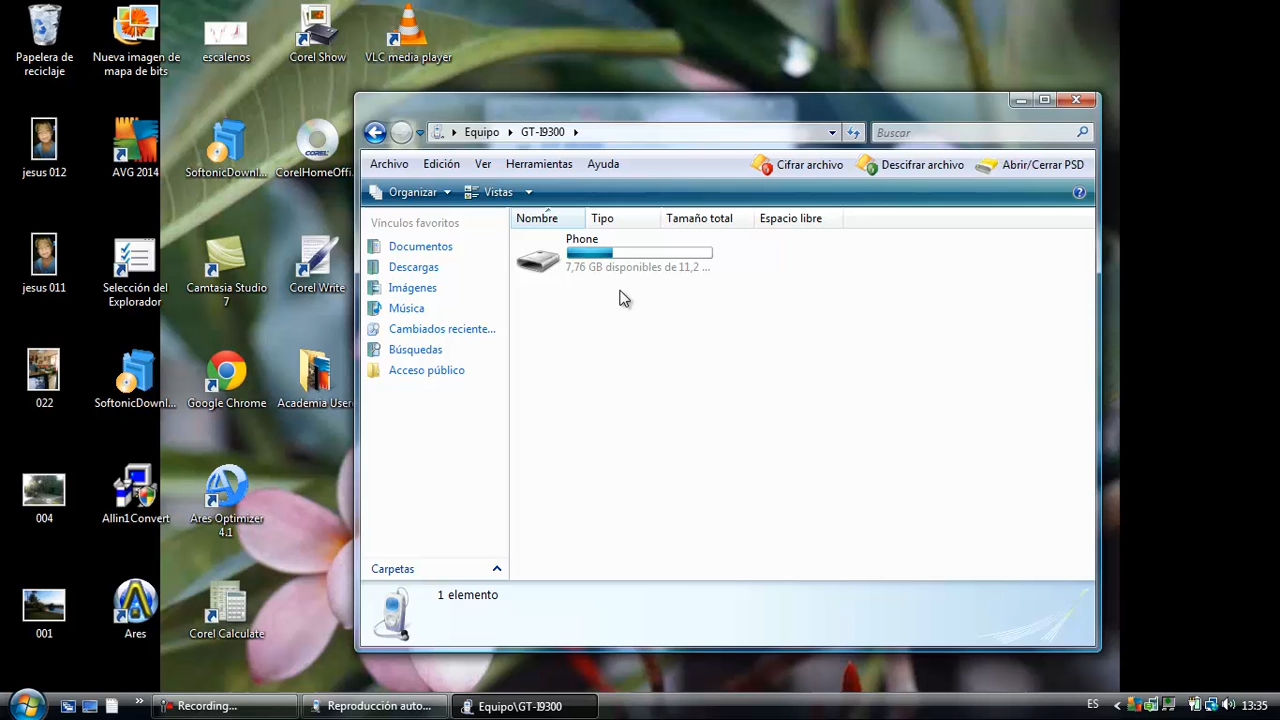 Papelera de
reciclaje
Nueva imagen de
mapa de bits
escalenos
Corel Show
VLC media player
jesus 012
AVG 2014
SoftonicDownl...
CorelHomeOffi...
jesus 011
Selección del
Explorador
Camtasia Studio
7
Corel Write
022
SoftonicDownl...
Google Chrome
Academia User
004
Allin1Convert
Ares Optimizer
4.1
001
Ares
Corel Calculate
Equipo
GT-I9300
Buscar
Archivo
Edición
Ver
Herramientas
Ayuda
Cifrar archivo
Descifrar archivo
Abrir/Cerrar PSD
Organizar
Vistas
Vínculos favoritos
Documentos
Descargas
Imágenes
Música
Cambiados reciente...
Búsquedas
Acceso público
Carpetas
Nombre
Tipo
Tamaño total
Espacio libre
Phone
7,76 GB disponibles de 11,2 ...
1 elemento
Recording...
Reproducción auto...
Equipo\GT-I9300
ES
13:35